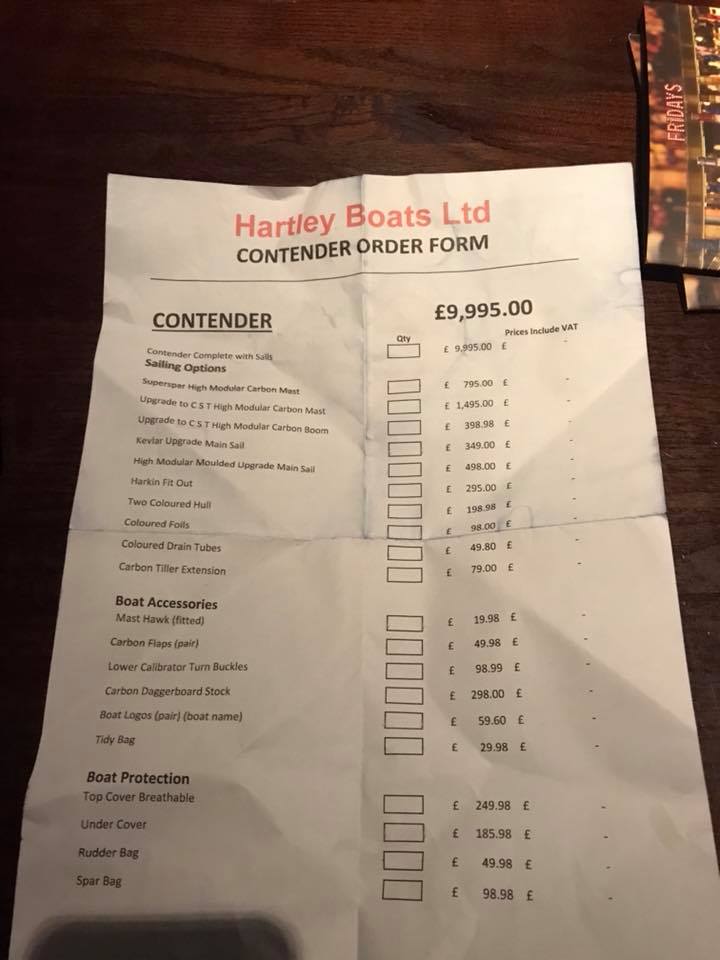 FRIDAYS
Hartley Boats Ltd
CONTENDER ORDER FORM
CONTENDER £9,995.00
Qty Prices Include VAT
Contender Complete with Sails £ 9,995.00 £ -
Sailing Options
Superspar High Modular Carbon Mast £ 795.00 £ -
Upgrade to C S T High Modular Carbon Mast £ 1,495.00 £ -
Upgrade to C S T High Modular Carbon Boom £ 398.98 £ -
Kevlar Upgrade Main Sail £ 349.00 £ -
High Modular Moulded Upgrade Main Sail £ 498.00 £ -
Harkin Fit Out £ 295.00 £ -
Two Coloured Hull £ 198.98 £ -
Coloured Foils £ 98.00 £ -
Coloured Drain Tubes £ 49.80 £ -
Carbon Tiller Extension £ 79.00 £ -
Boat Accessories
Mast Hawk (fitted) £ 19.98 £ -
Carbon Flaps (pair) £ 49.98 £ -
Lower Calibrator Turn Buckles £ 98.99 £ -
Carbon Daggerboard Stock £ 298.00 £ -
Boat Logos (pair) (boat name) £ 59.60 £ -
Tidy Bag £ 29.98 £ -
Boat Protection
Top Cover Breathable £ 249.98 £ -
Under Cover £ 185.98 £ -
Rudder Bag £ 49.98 £ -
Spar Bag £ 98.98 £ -